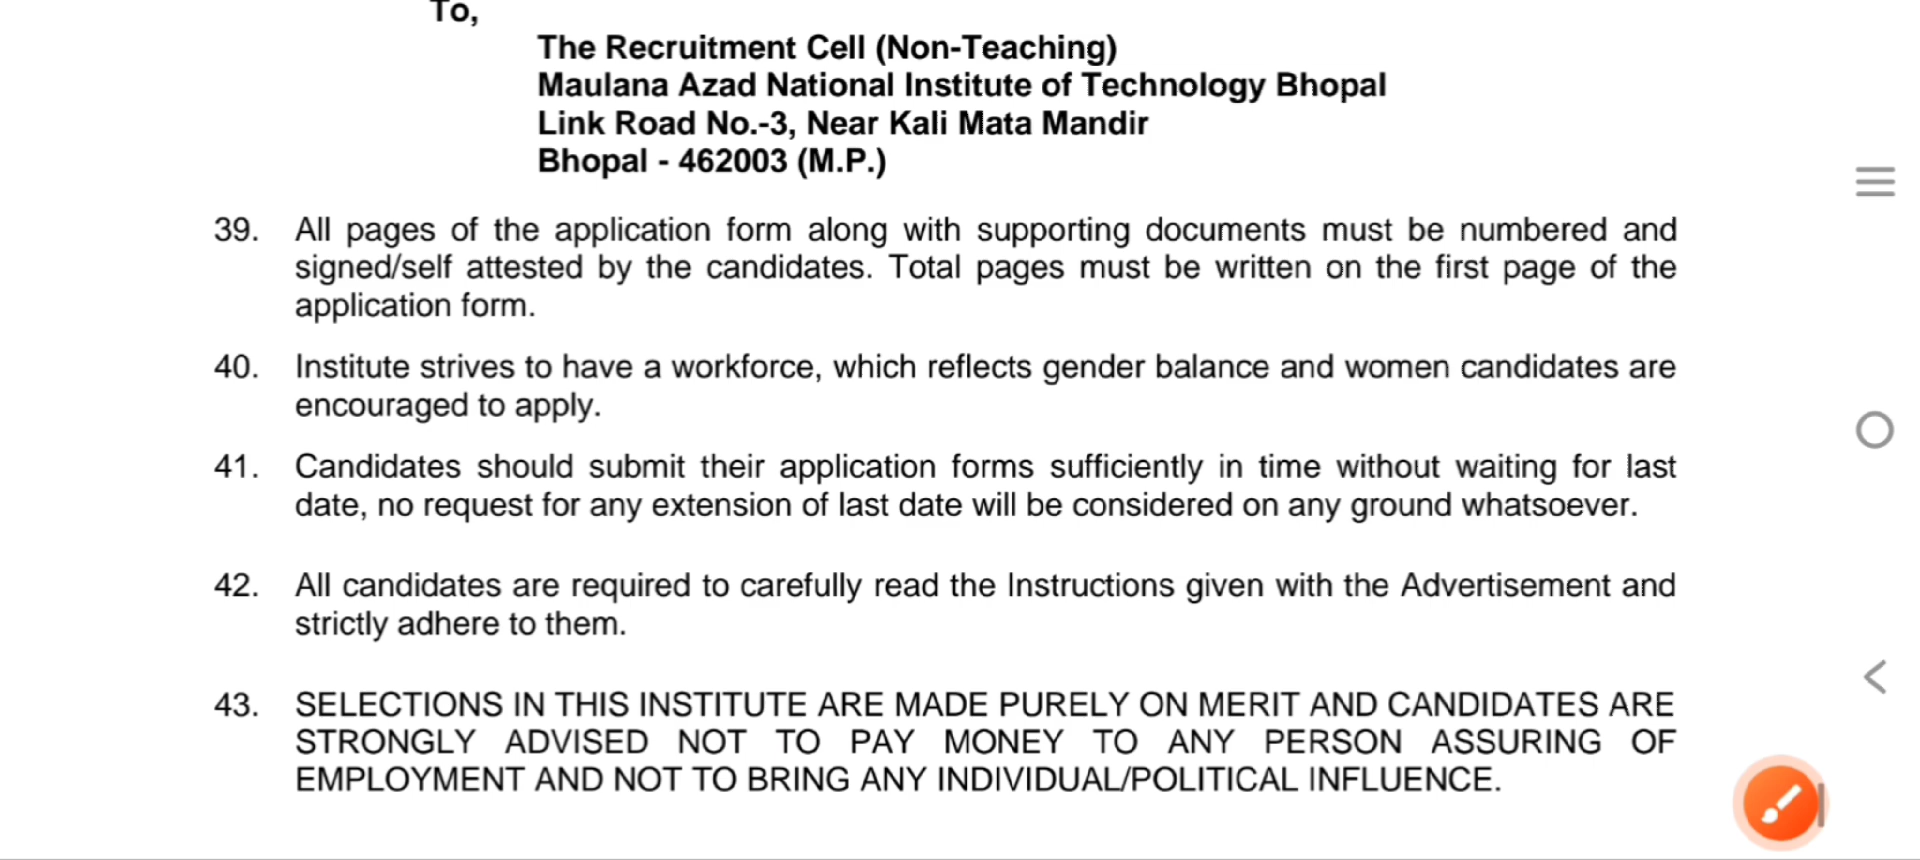 To,
The Recruitment Cell (Non-Teaching)
Maulana Azad National Institute of Technology Bhopal
Link Road No.-3, Near Kali Mata Mandir
Bhopal - 462003 (M.P.)
39. All pages of the application form along with supporting documents must be numbered and
signed/self attested by the candidates. Total pages must be written on the first page of the
application form.
40. Institute strives to have a workforce, which reflects gender balance and women candidates are
encouraged to apply.
41. Candidates should submit their application forms sufficiently in time without waiting for last
date, no request for any extension of last date will be considered on any ground whatsoever.
42. All candidates are required to carefully read the Instructions given with the Advertisement and
strictly adhere to them.
43. SELECTIONS IN THIS INSTITUTE ARE MADE PURELY ON MERIT AND CANDIDATES ARE
STRONGLY ADVISED NOT TO PAY MONEY TO ANY PERSON ASSURING OF
EMPLOYMENT AND NOT TO BRING ANY INDIVIDUAL/POLITICAL INFLUENCE.